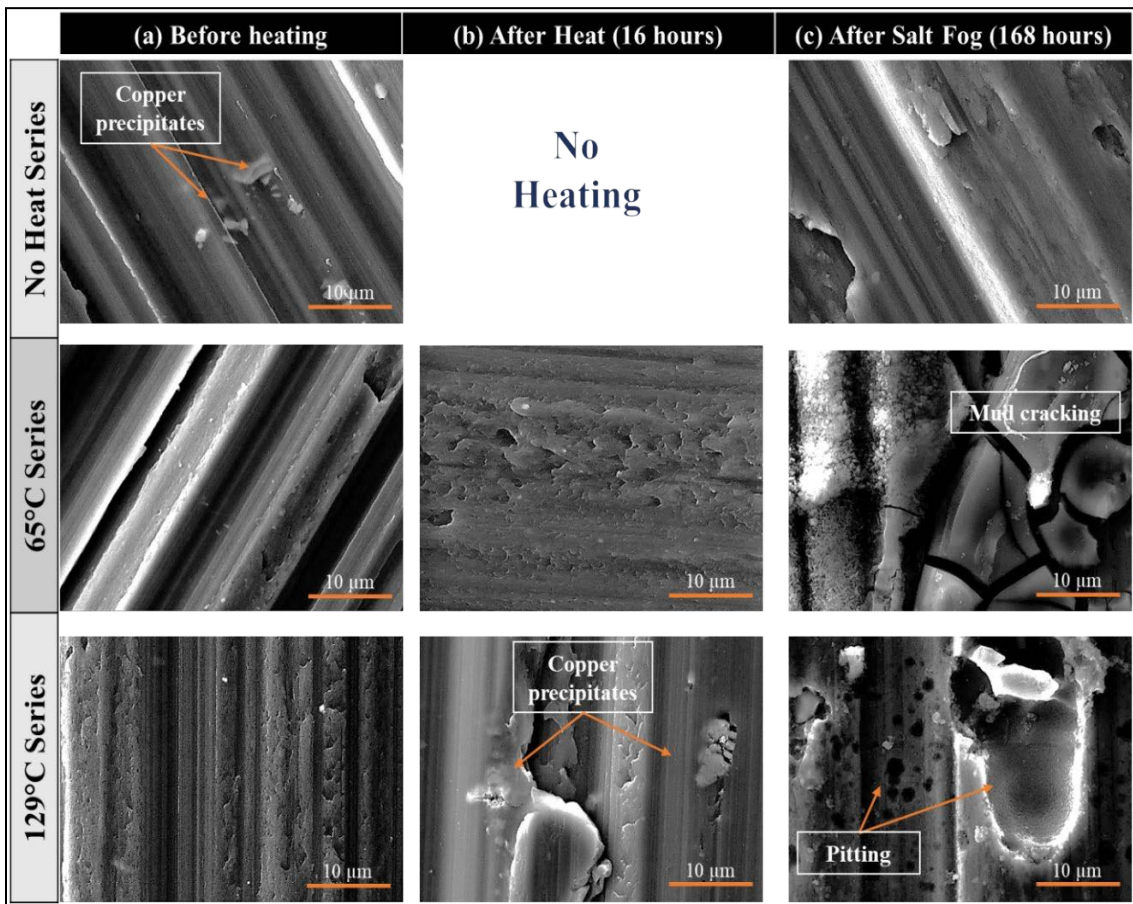 (a) Before heating
(b) After Heat (16 hours)
(c) After Salt Fog (168 hours)
No Heat Series
Copper
precipitates
10 μm
No
Heating
10 μm
65°C Series
10 μm
10 μm
Mud cracking
10 μm
129°C Series
10 μm
Copper
precipitates
10 μm
Pitting
10 μm